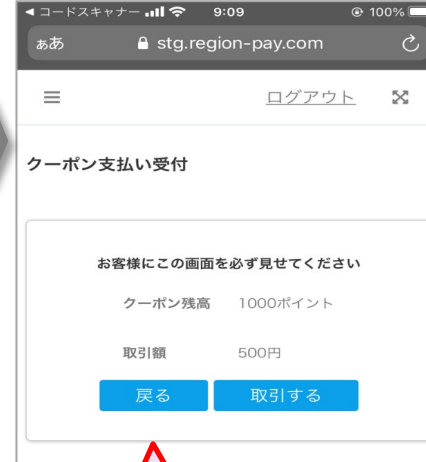 ◀ コードスキャナー 9:09 100%
ああ stg.region-pay.com
ログアウト
クーポン支払い受付
お客様にこの画面を必ず見せてください
クーポン残高 1000ポイント
取引額 500円
戻る 取引する